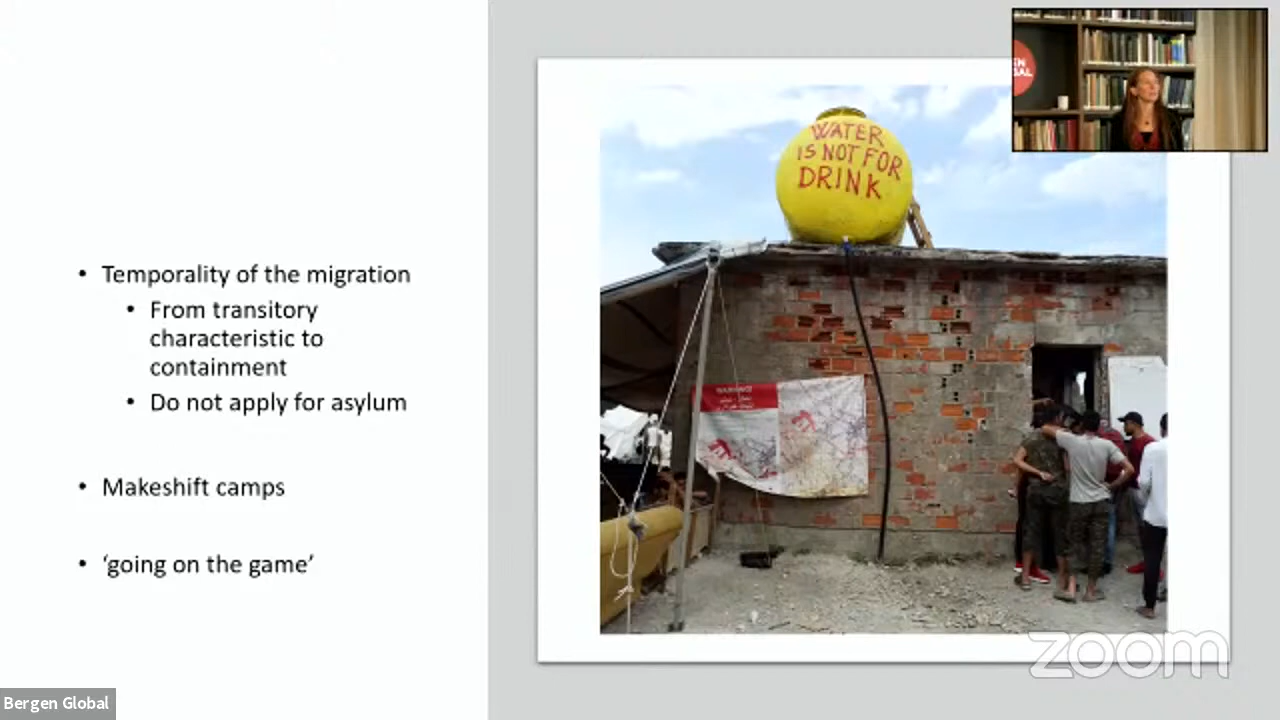 Temporality of the migration
From transitory
characteristic to
containment
Do not apply for asylum
Makeshift camps
‘going on the game’
WATER
IS NOT FOR
DRINK
zoom
Bergen Global